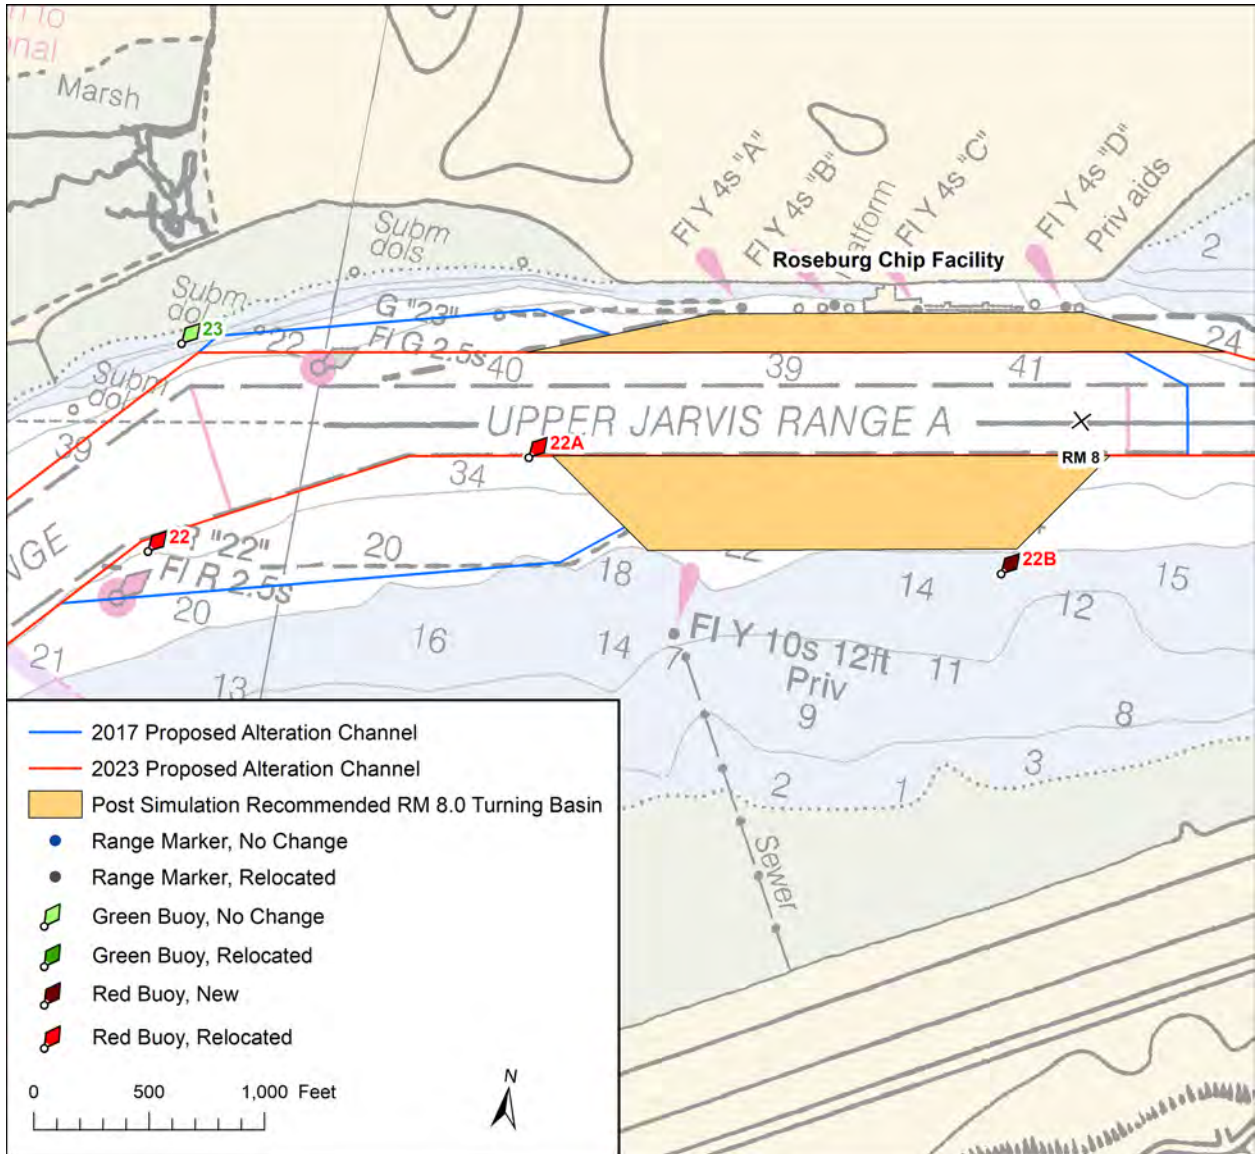 Marsh
Subm
dols
Fl Y 4s "A"
Fl Y 4s "B"
Fl Y 4s "C"
Fl Y 4s "D"
Priv aids
2
Roseburg Chip Facility
Subm
23
G "23"
Fl G 2.5s
22
40
39
41
24
Subm
39
UPPER JARVIS RANGE A
22A
RM 8
34
22
"22"
Fl R 2.5s
20
20
18
14
22B
15
12
21
16
14
7
Fl Y 10s 12ft
Priv
11
13
9
8
2
1
3
Sewer
2017 Proposed Alteration Channel
2023 Proposed Alteration Channel
Post Simulation Recommended RM 8.0 Turning Basin
Range Marker, No Change
Range Marker, Relocated
Green Buoy, No Change
Green Buoy, Relocated
Red Buoy, New
Red Buoy, Relocated
0 500 1,000 Feet
N